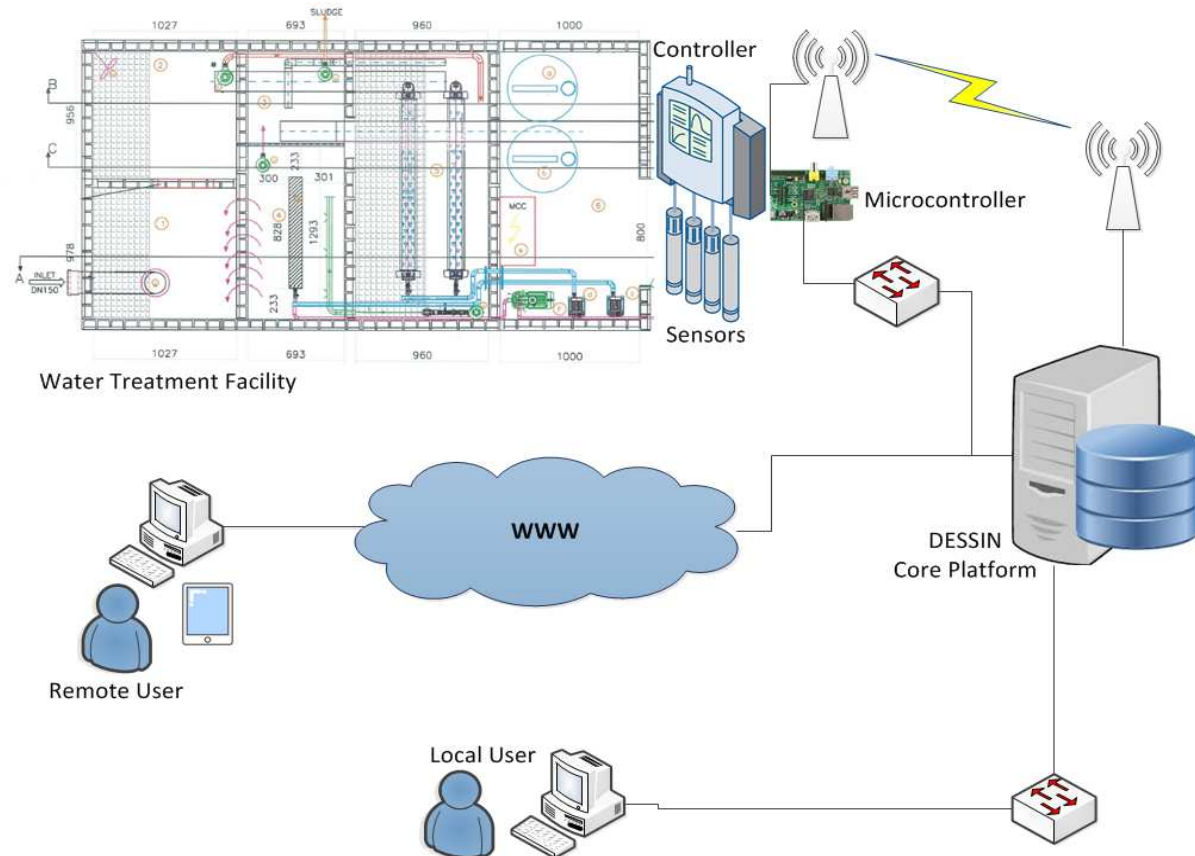 SLUDGE
1027
693
960
1000
Controller
B
956
C
233
300
301
MCC
978
828
1293
800
A
INLET
DN150
233
Microcontroller
Sensors
1027
693
960
1000
Water Treatment Facility
WWW
DESSIN
Core Platform
Remote User
Local User